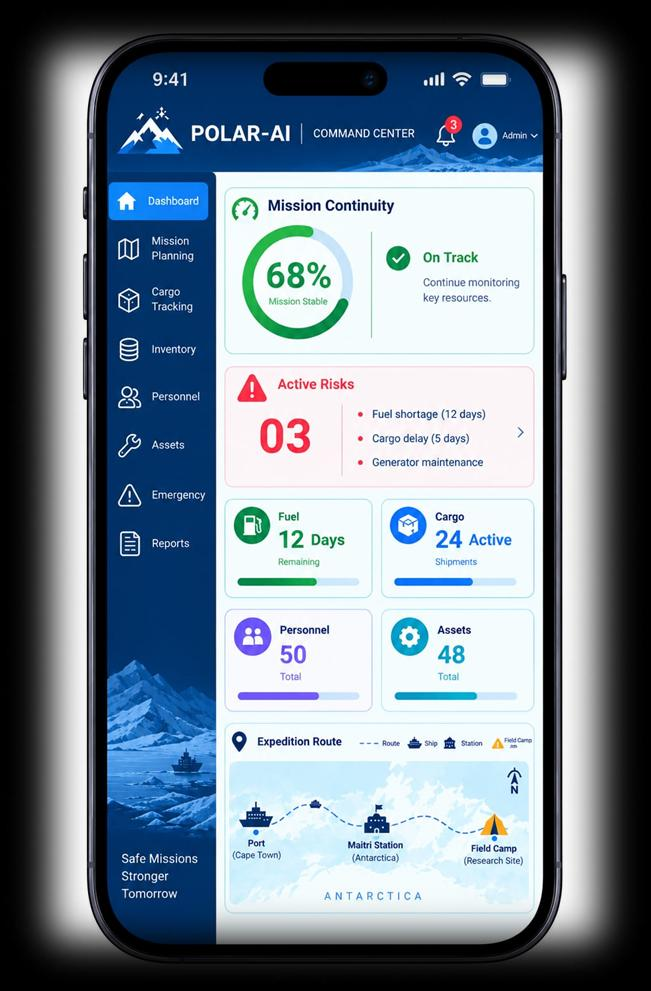 9:41
POLAR-AI | COMMAND CENTER
3
Admin
Dashboard
Mission
Planning
Cargo
Tracking
Inventory
Personnel
Assets
Emergency
Reports
Safe Missions
Stronger
Tomorrow
Mission Continuity
68%
Mission Stable
On Track
Continue monitoring
key resources.
Active Risks
03
Fuel shortage (12 days)
Cargo delay (5 days)
Generator maintenance
Fuel
12 Days
Remaining
Cargo
24 Active
Shipments
Personnel
50
Total
Assets
48
Total
Expedition Route
Route
Ship
Station
Field Camp
N
Port
(Cape Town)
Maitri Station
(Antarctica)
Field Camp
(Research Site)
ANTARCTICA